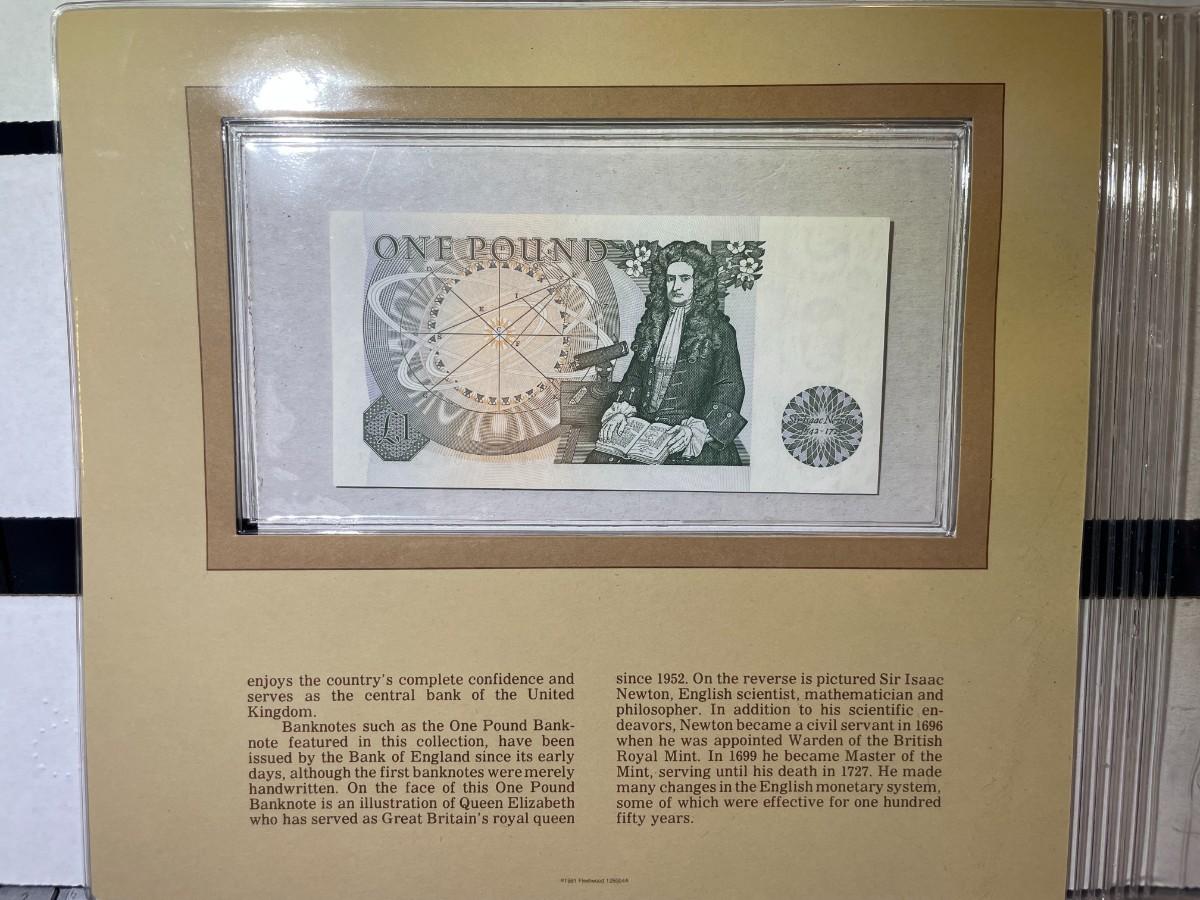 ONE POUND
£1
Sir Isaac Newton
enjoys the country's complete confidence and
serves as the central bank of the United
Kingdom.
Banknotes such as the One Pound Bank-
note featured in this collection, have been
issued by the Bank of England since its early
days, although the first banknotes were merely
handwritten. On the face of this One Pound
Banknote is an illustration of Queen Elizabeth
who has served as Great Britain's royal queen
since 1952. On the reverse is pictured Sir Isaac
Newton, English scientist, mathematician and
philosopher. In addition to his scientific en-
deavors, Newton became a civil servant in 1696
when he was appointed Warden of the British
Royal Mint. In 1699 he became Master of the
Mint, serving until his death in 1727. He made
many changes in the English monetary system,
some of which were effective for one hundred
fifty years.
©1981 Fleetwood